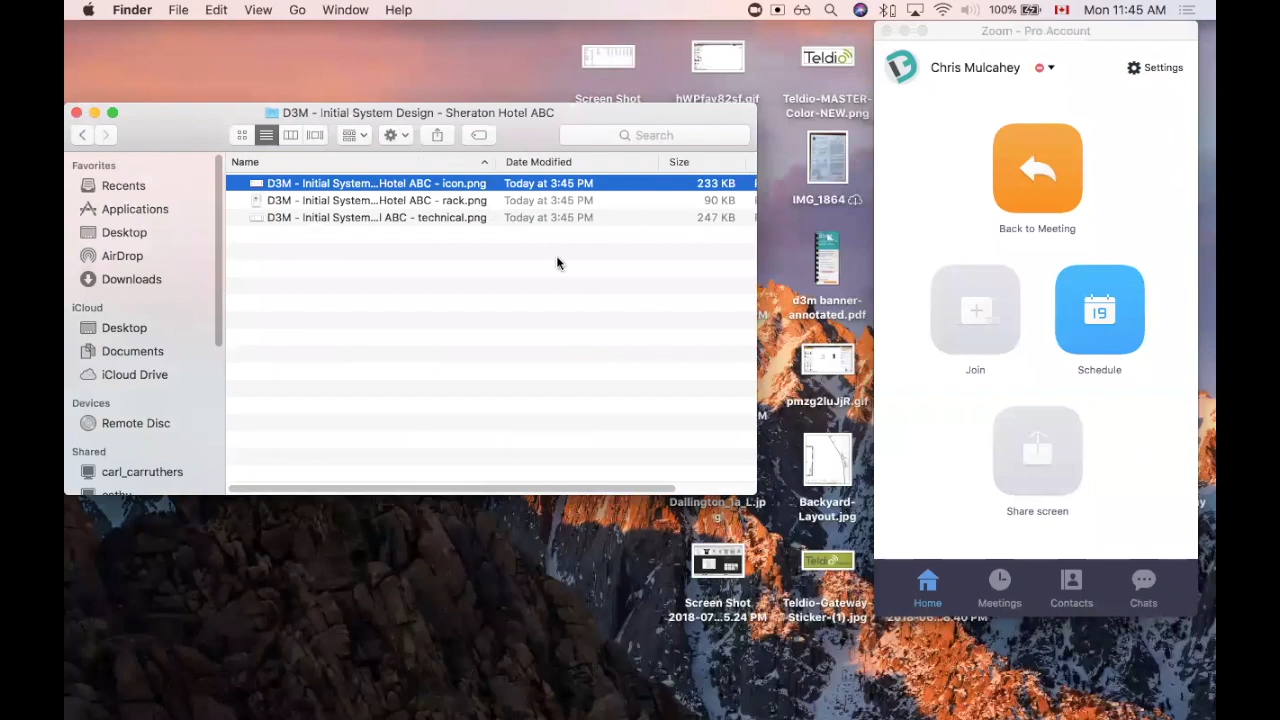 Finder File Edit View Go Window Help
100% Mon 11:45 AM
Zoom - Pro Account
Chris Mulcahey
Settings
Back to Meeting
Join
Schedule
19
Share screen
Home Meetings Contacts Chats
D3M - Initial System Design - Sheraton Hotel ABC
Search
Favorites
Recents
Applications
Desktop
AirDrop
Downloads
iCloud
Desktop
Documents
iCloud Drive
Devices
Remote Disc
Shared
carl_carruthers
Name Date Modified Size
D3M - Initial System...Hotel ABC - icon.png Today at 3:45 PM 233 KB
D3M - Initial System...Hotel ABC - rack.png Today at 3:45 PM 90 KB
D3M - Initial System...l ABC - technical.png Today at 3:45 PM 247 KB
Screen Shot
hWPfav82sf.gif
Teldio
Teldio-MASTER-
Color-NEW.png
IMG_1864
d3m banner-
annotated.pdf
pmzg2luJjR.gif
Dallington_1a_L.jp
g
Backyard-
Layout.jpg
Screen Shot
2018-07...5.24 PM
Teldio
Teldio-Gateway-
Sticker-(1).jpg